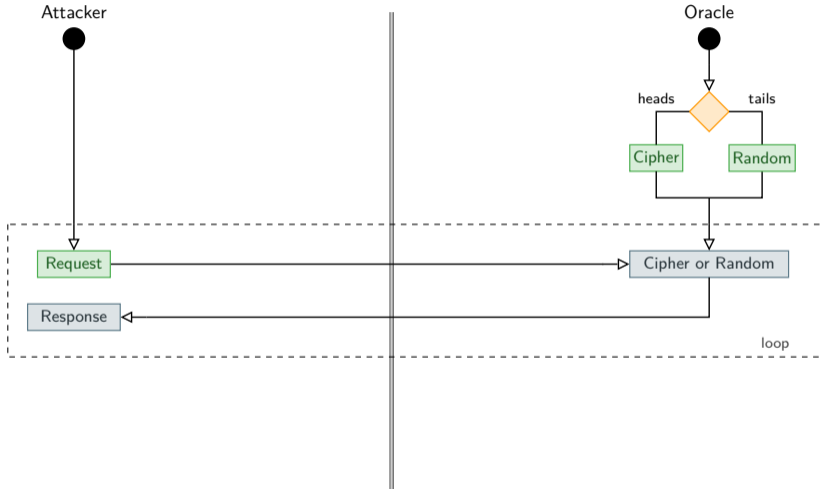 Attacker
Oracle
heads
tails
Cipher
Random
Request
Cipher or Random
Response
loop